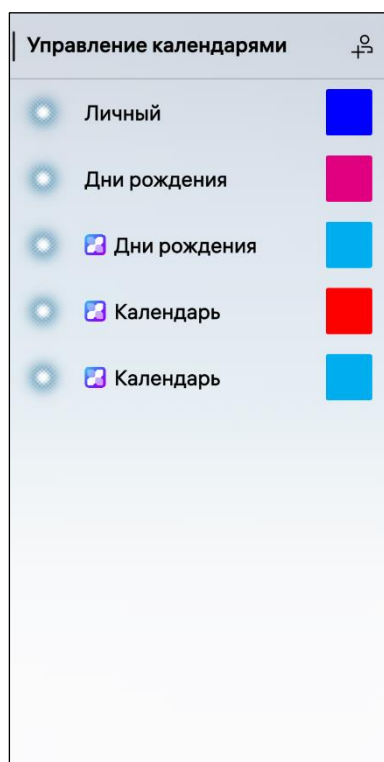 Управление календарями
Личный
Дни рождения
Дни рождения
Календарь
Календарь